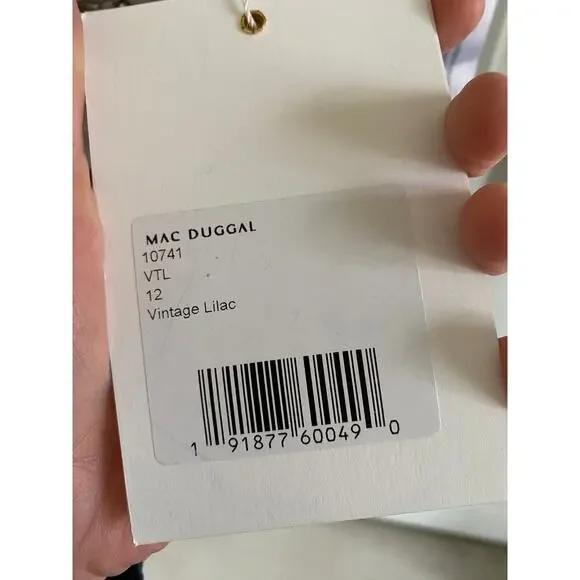 MAC DUGGAL
10741
VTL
12
Vintage Lilac
1 91877 60049 0